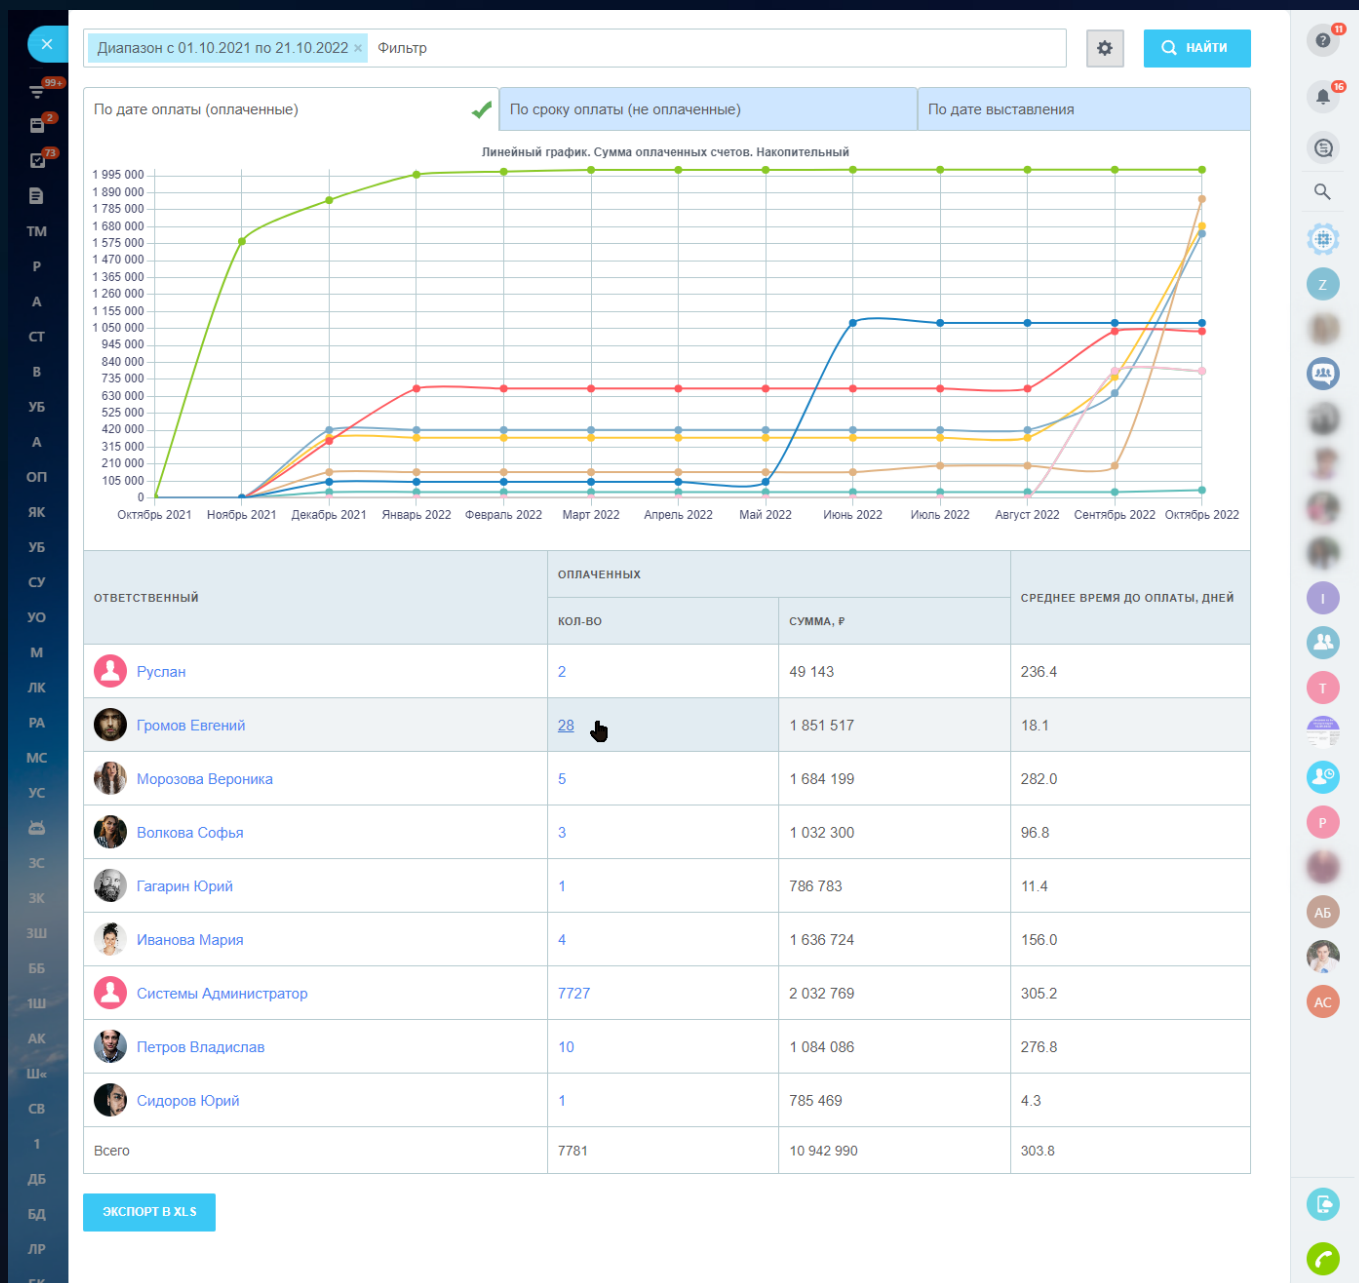 Диапазон с 01.10.2021 по 21.10.2022 × Фильтр
НАЙТИ
По дате оплаты (оплаченные)
По сроку оплаты (не оплаченные)
По дате выставления
Линейный график. Сумма оплаченных счетов. Накопительный
1 995 000
1 890 000
1 785 000
1 680 000
1 575 000
1 470 000
1 365 000
1 260 000
1 155 000
1 050 000
945 000
840 000
735 000
630 000
525 000
420 000
315 000
210 000
105 000
0
Октябрь 2021 Ноябрь 2021 Декабрь 2021 Январь 2022 Февраль 2022 Март 2022 Апрель 2022 Май 2022 Июнь 2022 Июль 2022 Август 2022 Сентябрь 2022 Октябрь 2022
ОТВЕТСТВЕННЫЙ
ОПЛАЧЕННЫХ
КОЛ-ВО
СУММА, ₽
СРЕДНЕЕ ВРЕМЯ ДО ОПЛАТЫ, ДНЕЙ
Руслан 2 49 143 236.4
Громов Евгений 28 1 851 517 18.1
Морозова Вероника 5 1 684 199 282.0
Волкова Софья 3 1 032 300 96.8
Гагарин Юрий 1 786 783 11.4
Иванова Мария 4 1 636 724 156.0
Системы Администратор 7727 2 032 769 305.2
Петров Владислав 10 1 084 086 276.8
Сидоров Юрий 1 785 469 4.3
Всего 7781 10 942 990 303.8
ЭКСПОРТ В XLS
99+
2
73
ТМ
Р
А
СТ
В
УБ
А
ОП
ЯК
УБ
СУ
УО
М
ЛК
РА
МС
УС
ЗС
ЗК
ЗШ
ББ
1Ш
АК
Ш«
СВ
1
ДБ
БД
ЛР
11
16
Z
I
Т
Р
АБ
АС